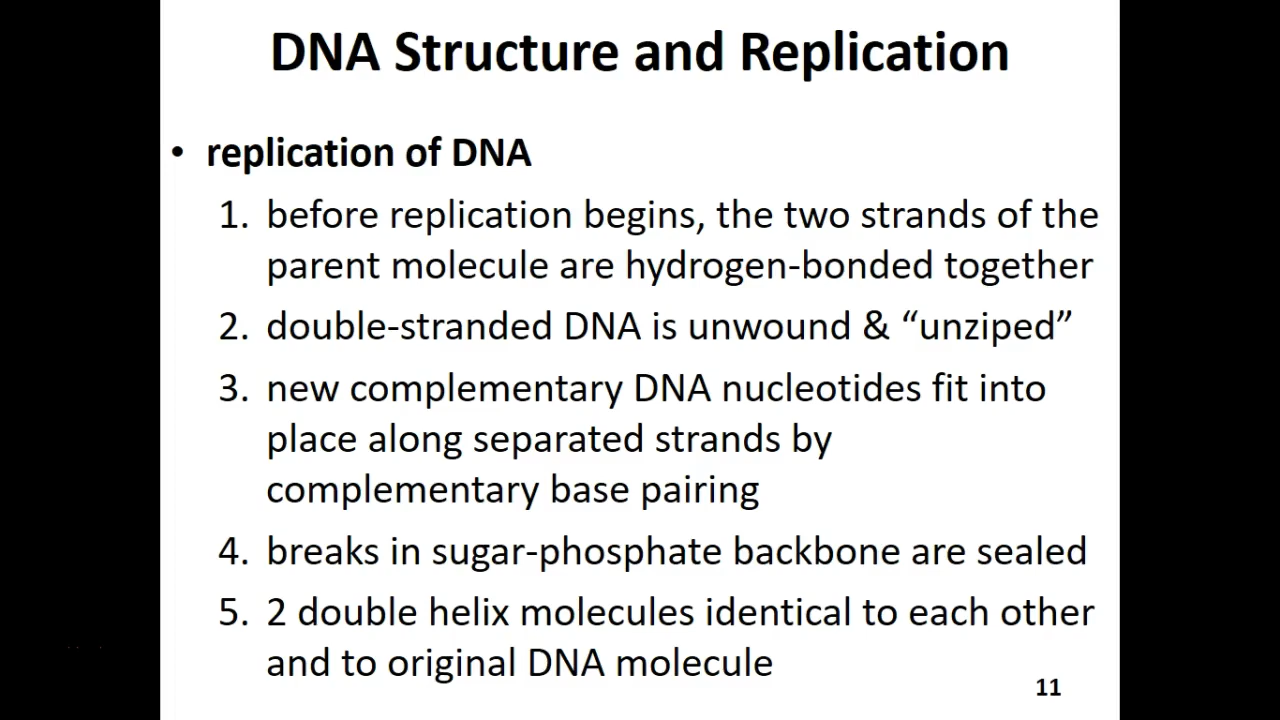 DNA Structure and Replication
• replication of DNA
1. before replication begins, the two strands of the
parent molecule are hydrogen-bonded together
2. double-stranded DNA is unwound & “unziped”
3. new complementary DNA nucleotides fit into
place along separated strands by
complementary base pairing
4. breaks in sugar-phosphate backbone are sealed
5. 2 double helix molecules identical to each other
and to original DNA molecule
11